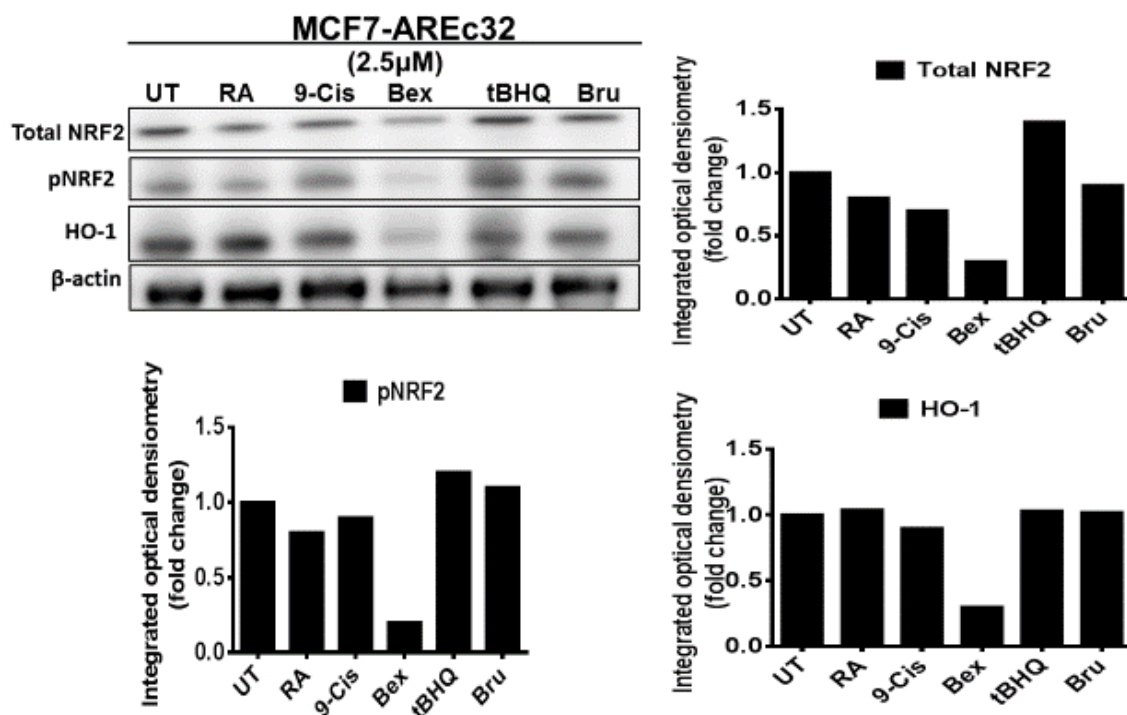 MCF7-AREc32
(2.5µM)
UT RA 9-Cis Bex tBHQ Bru
Total NRF2
pNRF2
HO-1
β-actin
Total NRF2
Integrated optical densiometry
(fold change)
1.5
1.0
0.5
0.0
UT RA 9-Cis Bex tBHQ Bru
pNRF2
Integrated optical densiometry
(fold change)
1.5
1.0
0.5
0.0
UT RA 9-Cis Bex tBHQ Bru
HO-1
Integrated optical densiometry
(fold change)
1.5
1.0
0.5
0.0
UT RA 9-Cis Bex tBHQ Bru